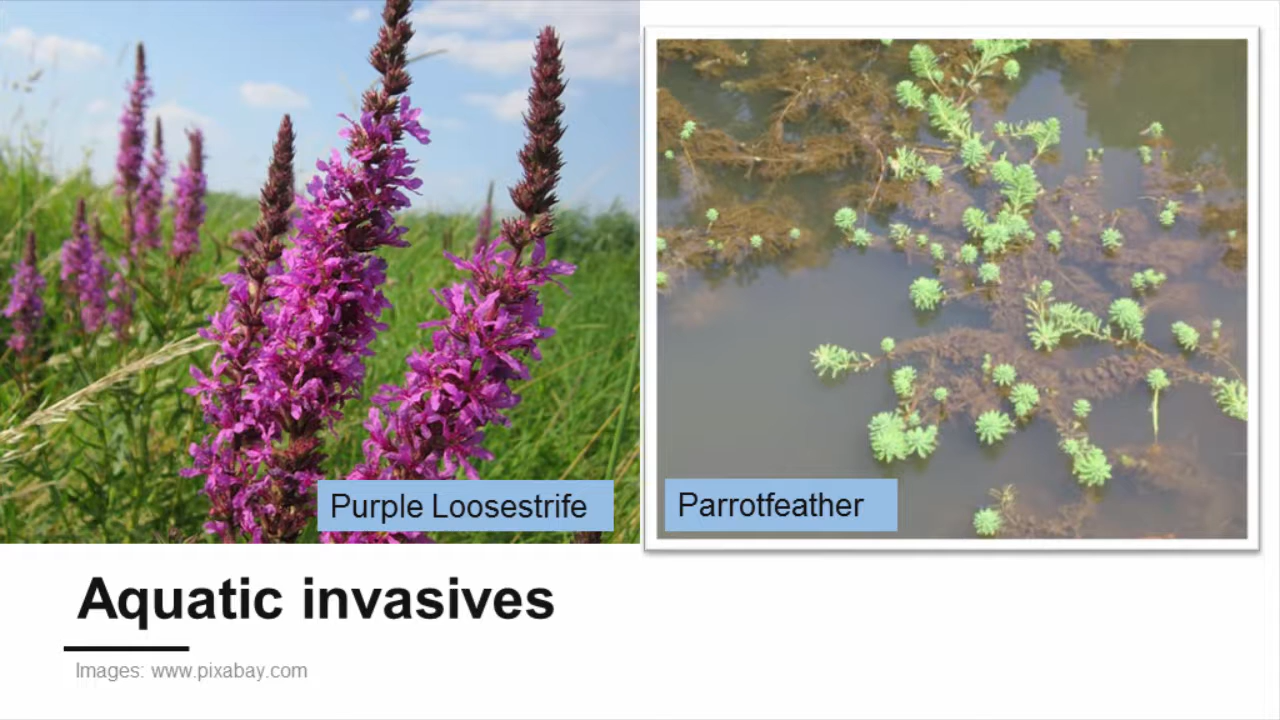 Purple Loosestrife
Parrotfeather
Aquatic invasives
Images: www.pixabay.com